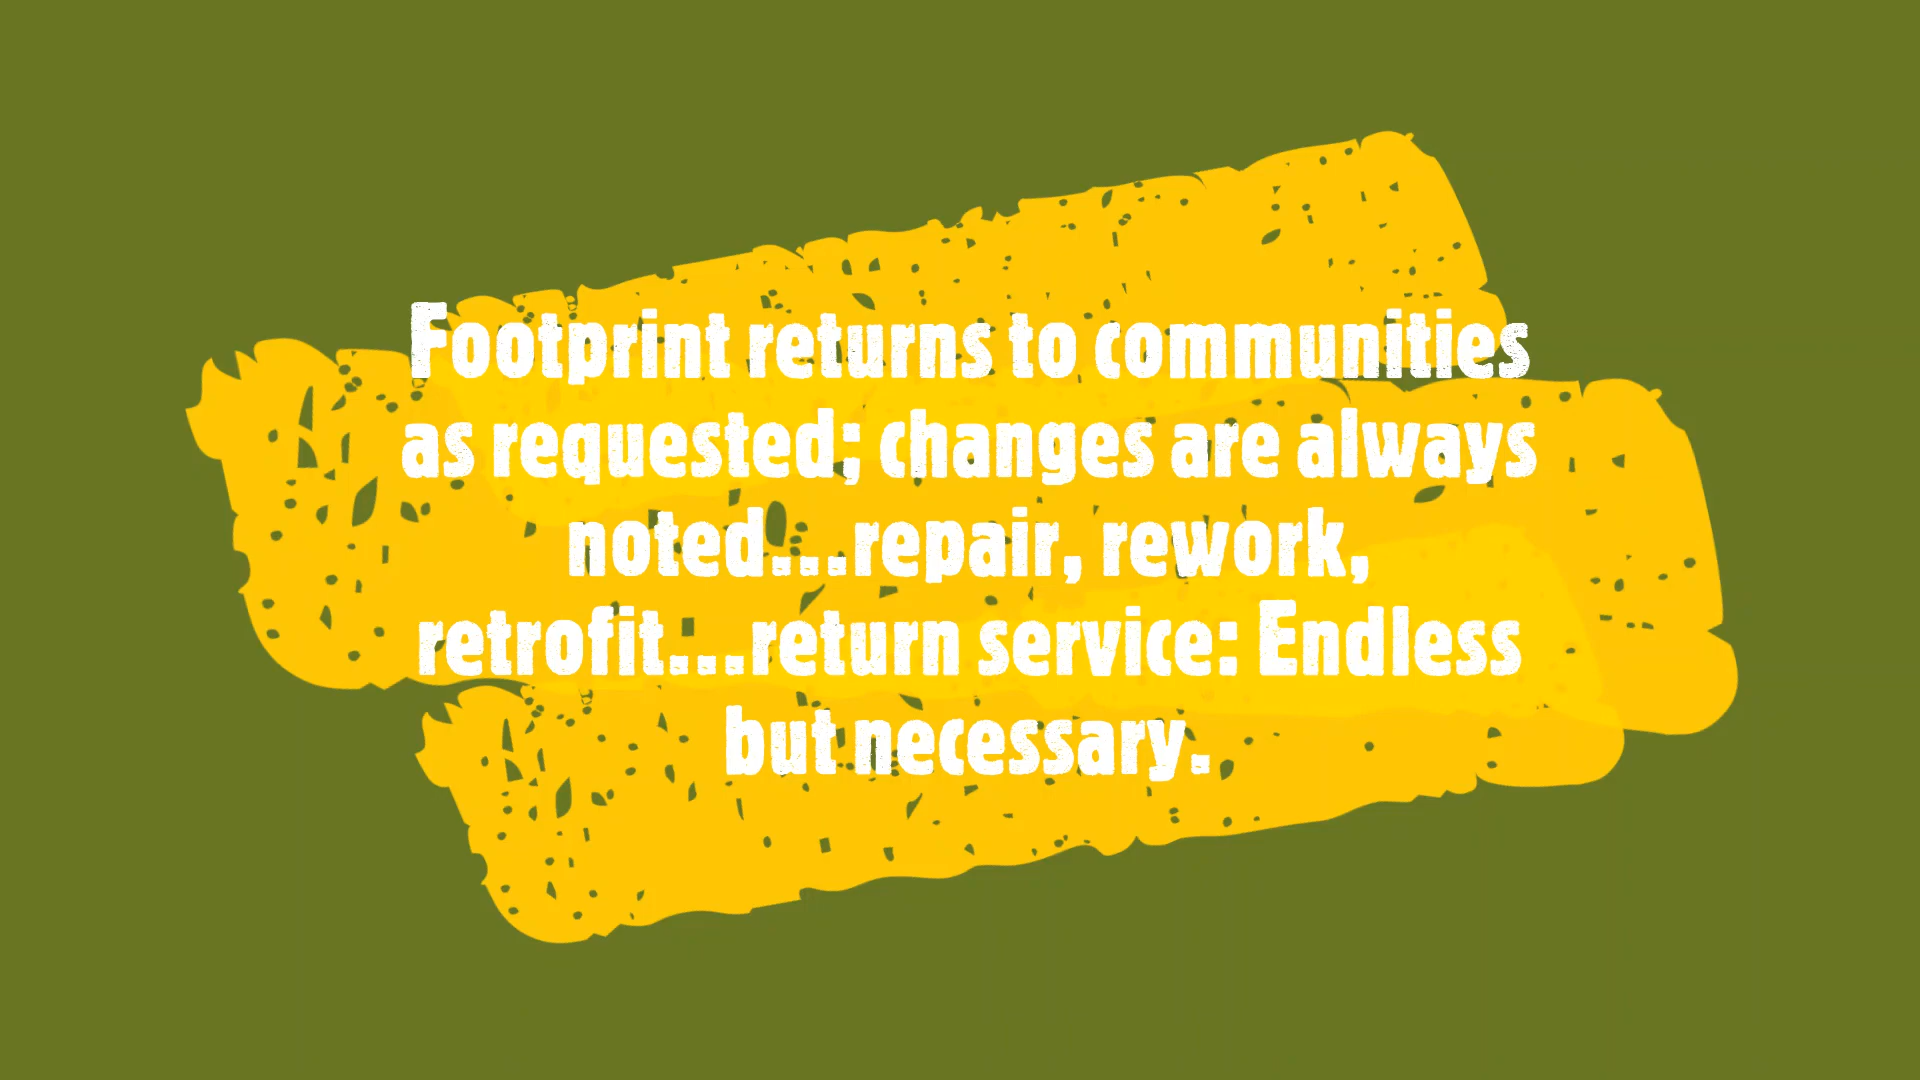 Footprint returns to communities
as requested; changes are always
noted...repair, rework,
retrofit...return service: Endless
but necessary.